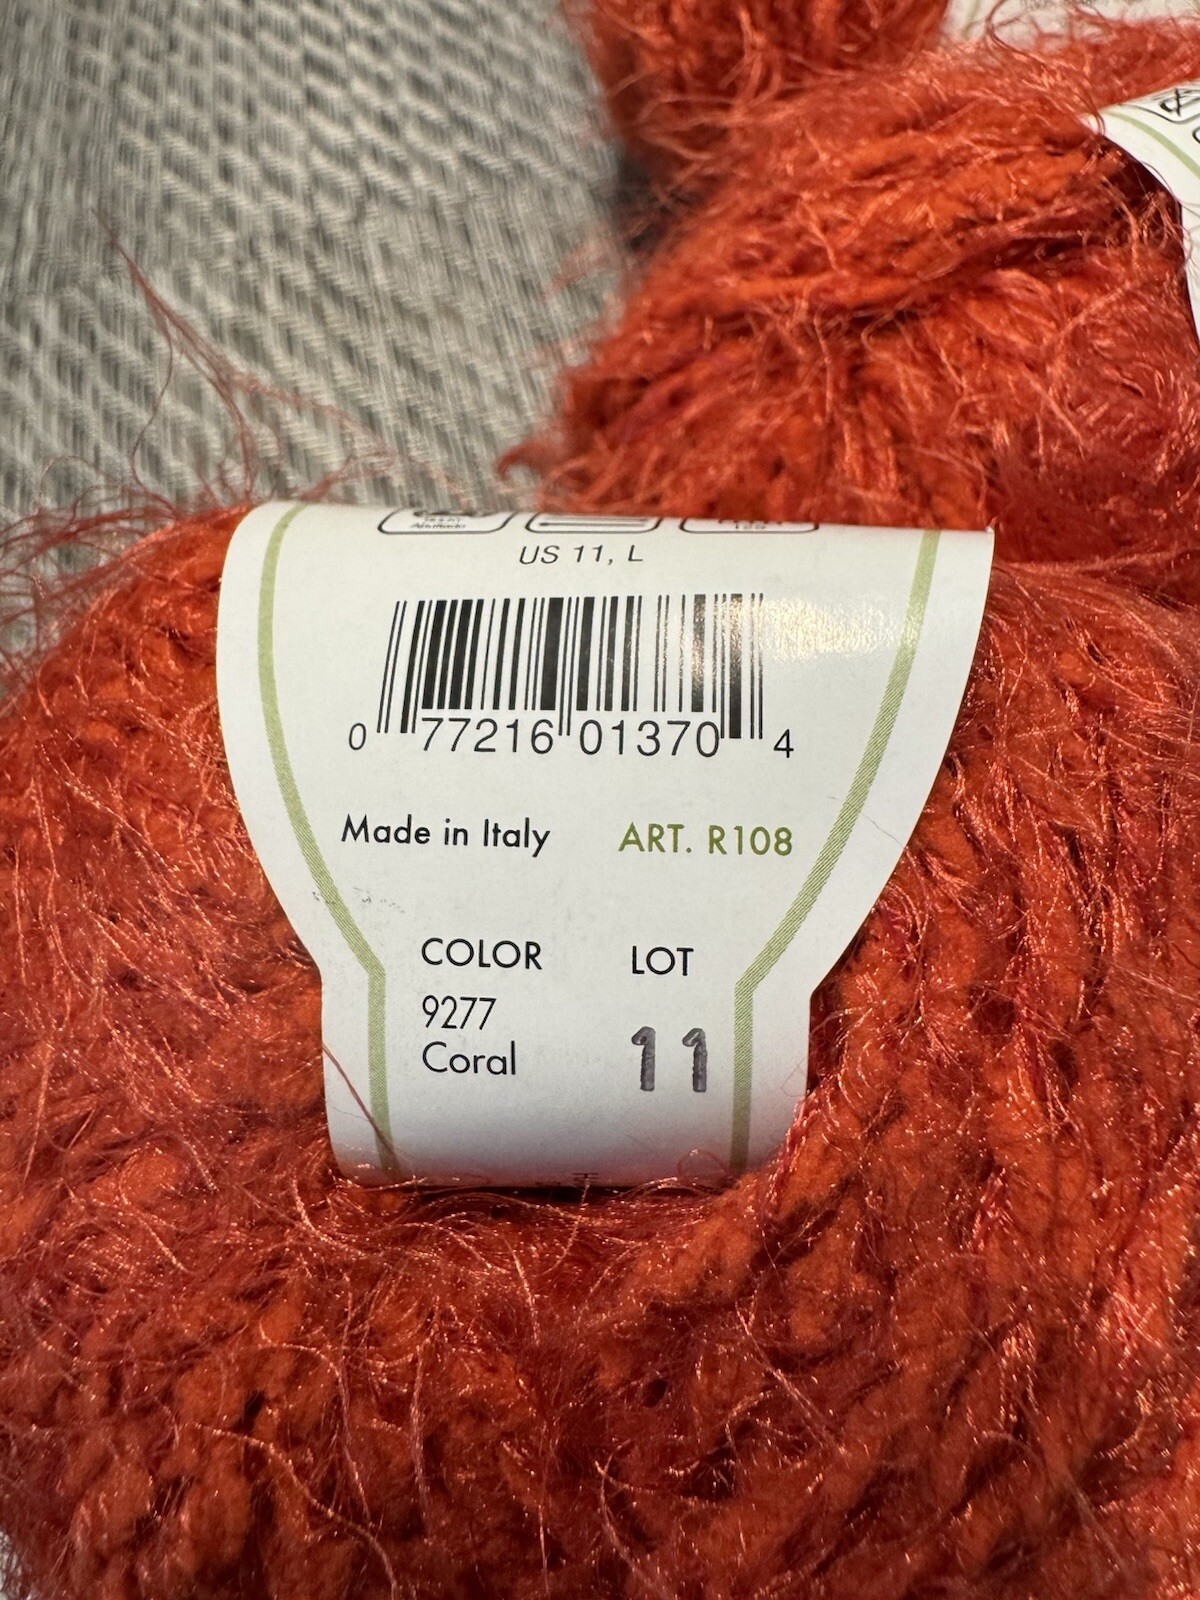 US 11, L
0 77216 01370 4
Made in Italy ART. R108
COLOR LOT
9277
Coral 11